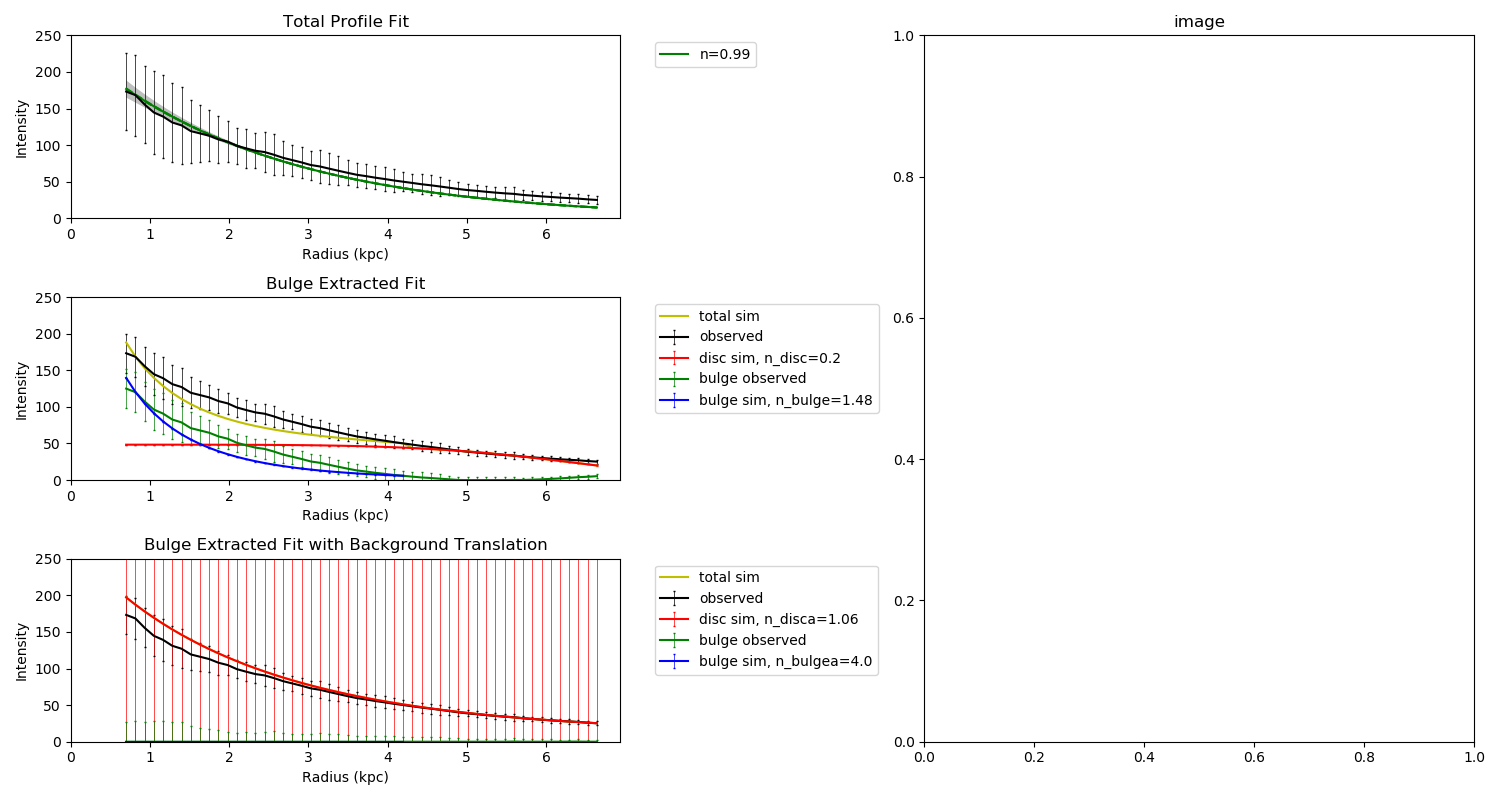 Total Profile Fit
250
200
150
100
50
0
Intensity
0 1 2 3 4 5 6
Radius (kpc)
n=0.99
Bulge Extracted Fit
250
200
150
100
50
0
Intensity
0 1 2 3 4 5 6
Radius (kpc)
total sim
observed
disc sim, n_disc=0.2
bulge observed
bulge sim, n_bulge=1.48
Bulge Extracted Fit with Background Translation
250
200
150
100
50
0
Intensity
0 1 2 3 4 5 6
Radius (kpc)
total sim
observed
disc sim, n_disca=1.06
bulge observed
bulge sim, n_bulgea=4.0
image
1.0
0.8
0.6
0.4
0.2
0.0
0.0 0.2 0.4 0.6 0.8 1.0